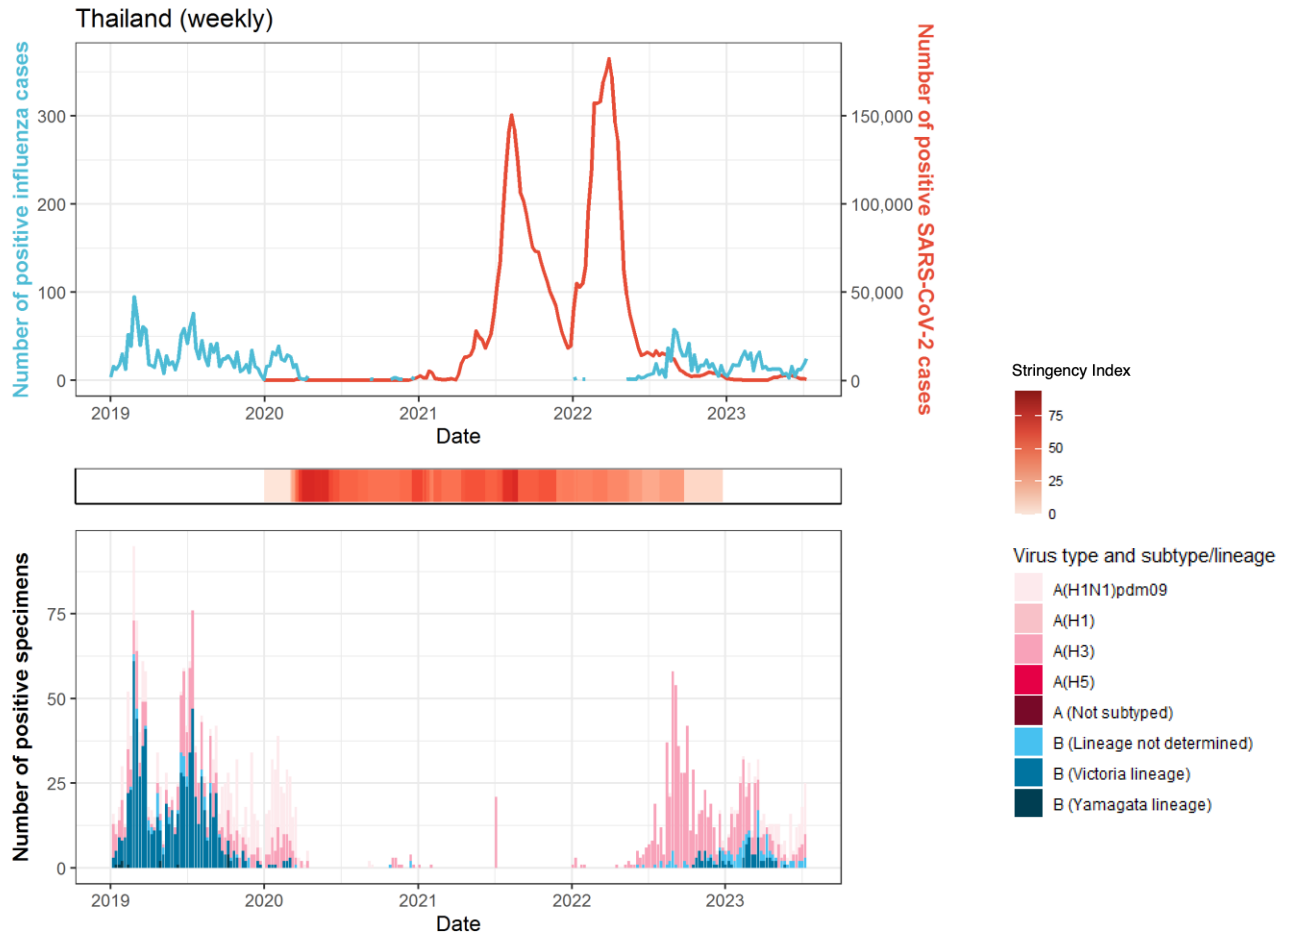 Thailand (weekly)
Number of positive influenza cases
300
200
100
0
150,000
100,000
50,000
0
Number of positive SARS-CoV-2 cases
2019 2020 2021 2022 2023
Date
Stringency Index
75
50
25
0
Number of positive specimens
75
50
25
0
2019 2020 2021 2022 2023
Date
Virus type and subtype/lineage
A(H1N1)pdm09
A(H1)
A(H3)
A(H5)
A (Not subtyped)
B (Lineage not determined)
B (Victoria lineage)
B (Yamagata lineage)